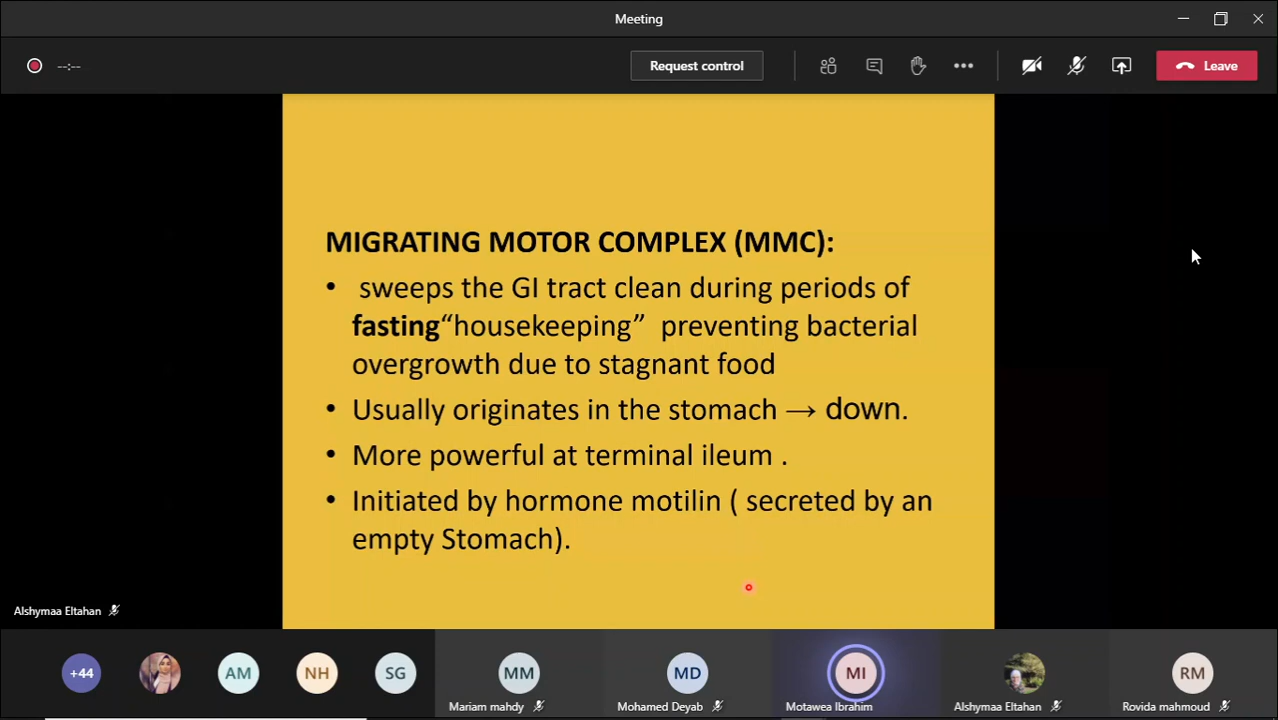 Meeting
--:--
Request control
Leave
MIGRATING MOTOR COMPLEX (MMC):
• sweeps the GI tract clean during periods of
fasting“housekeeping” preventing bacterial
overgrowth due to stagnant food
• Usually originates in the stomach → down.
• More powerful at terminal ileum .
• Initiated by hormone motilin ( secreted by an
empty Stomach).
Alshymaa Eltahan
+44
AM
NH
SG
MM
MD
MI
RM
Mariam mahdy
Mohamed Deyab
Motawea Ibrahim
Alshymaa Eltahan
Rovida mahmoud